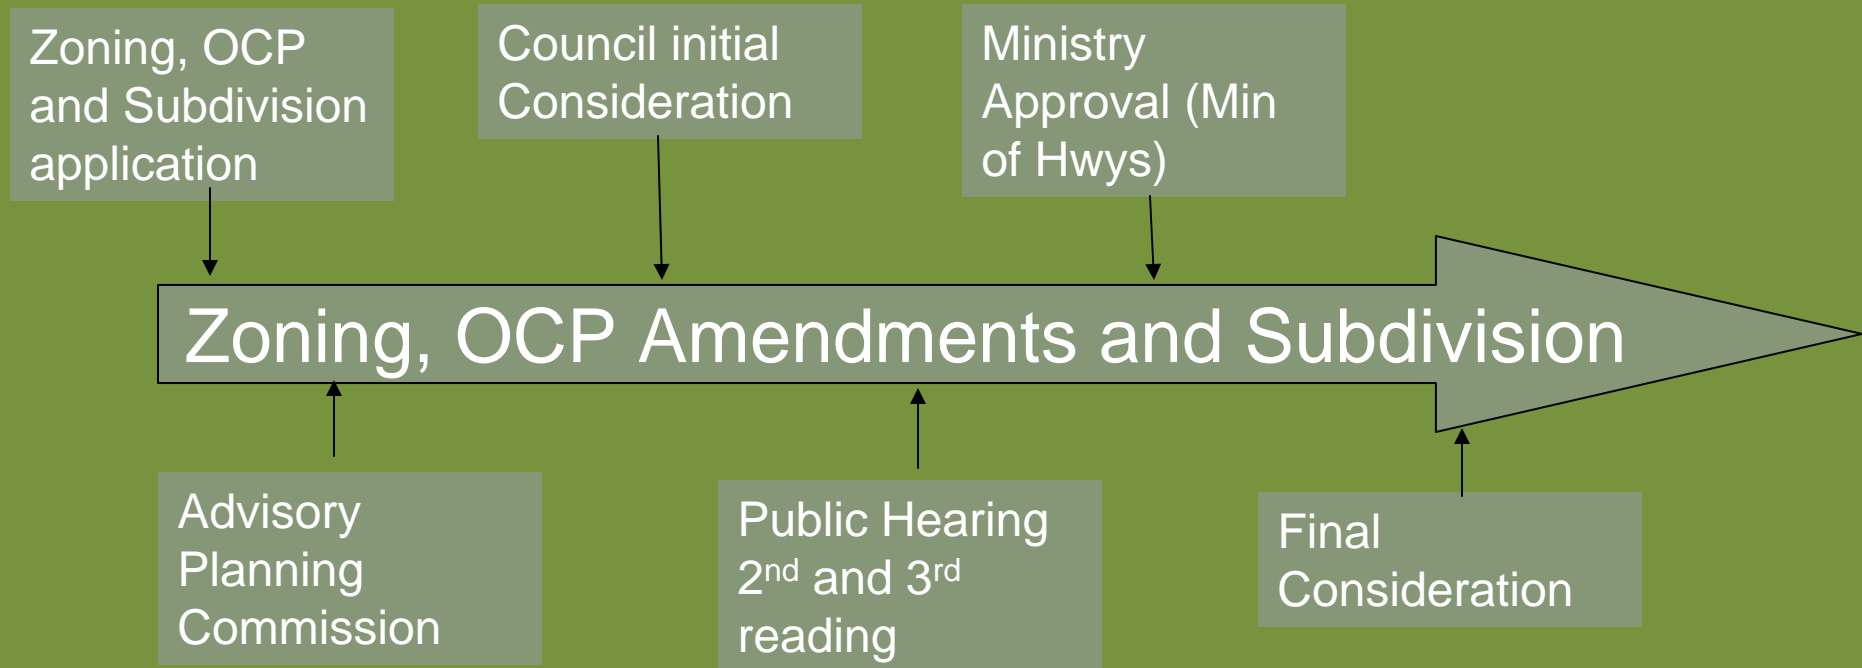 Zoning, OCP
and Subdivision
application
Council initial
Consideration
Ministry
Approval (Min
of Hwys)
Zoning, OCP Amendments and Subdivision
Advisory
Planning
Commission
Public Hearing
2nd and 3rd
reading
Final
Consideration